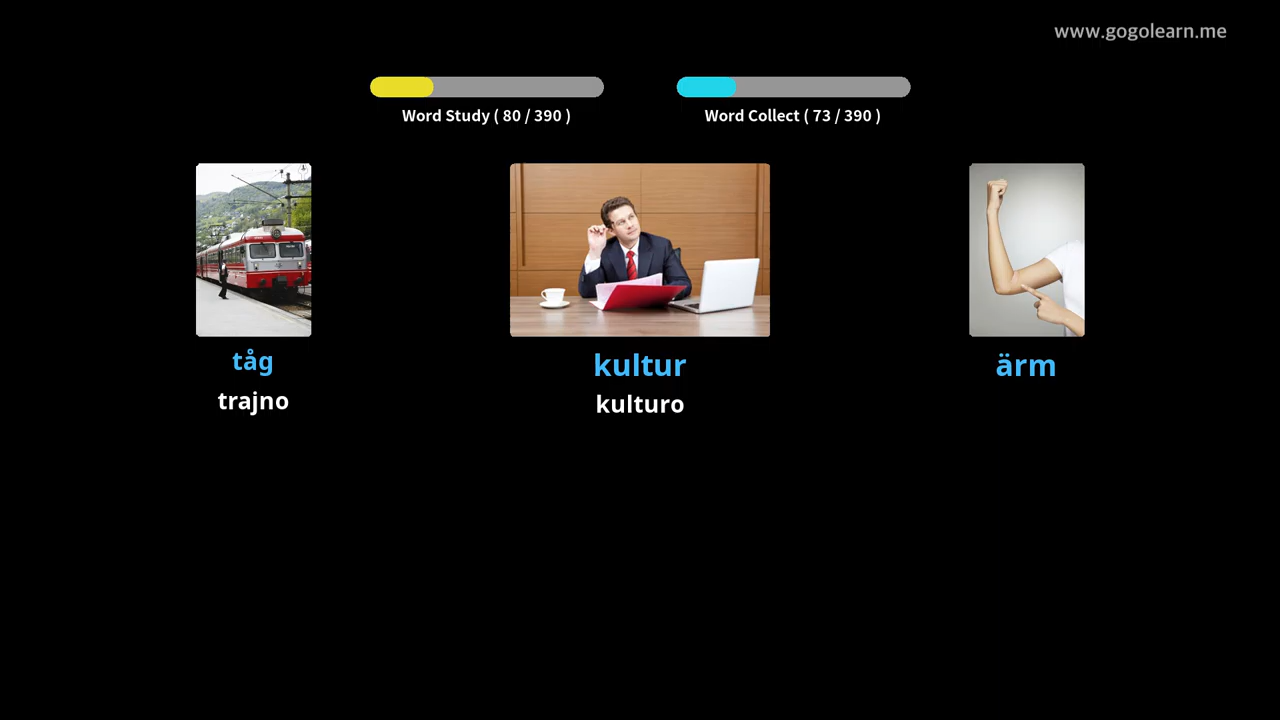 www.gogolearn.me
Word Study ( 80 / 390 )
Word Collect ( 73 / 390 )
tåg
trajno
kultur
kulturo
ärm